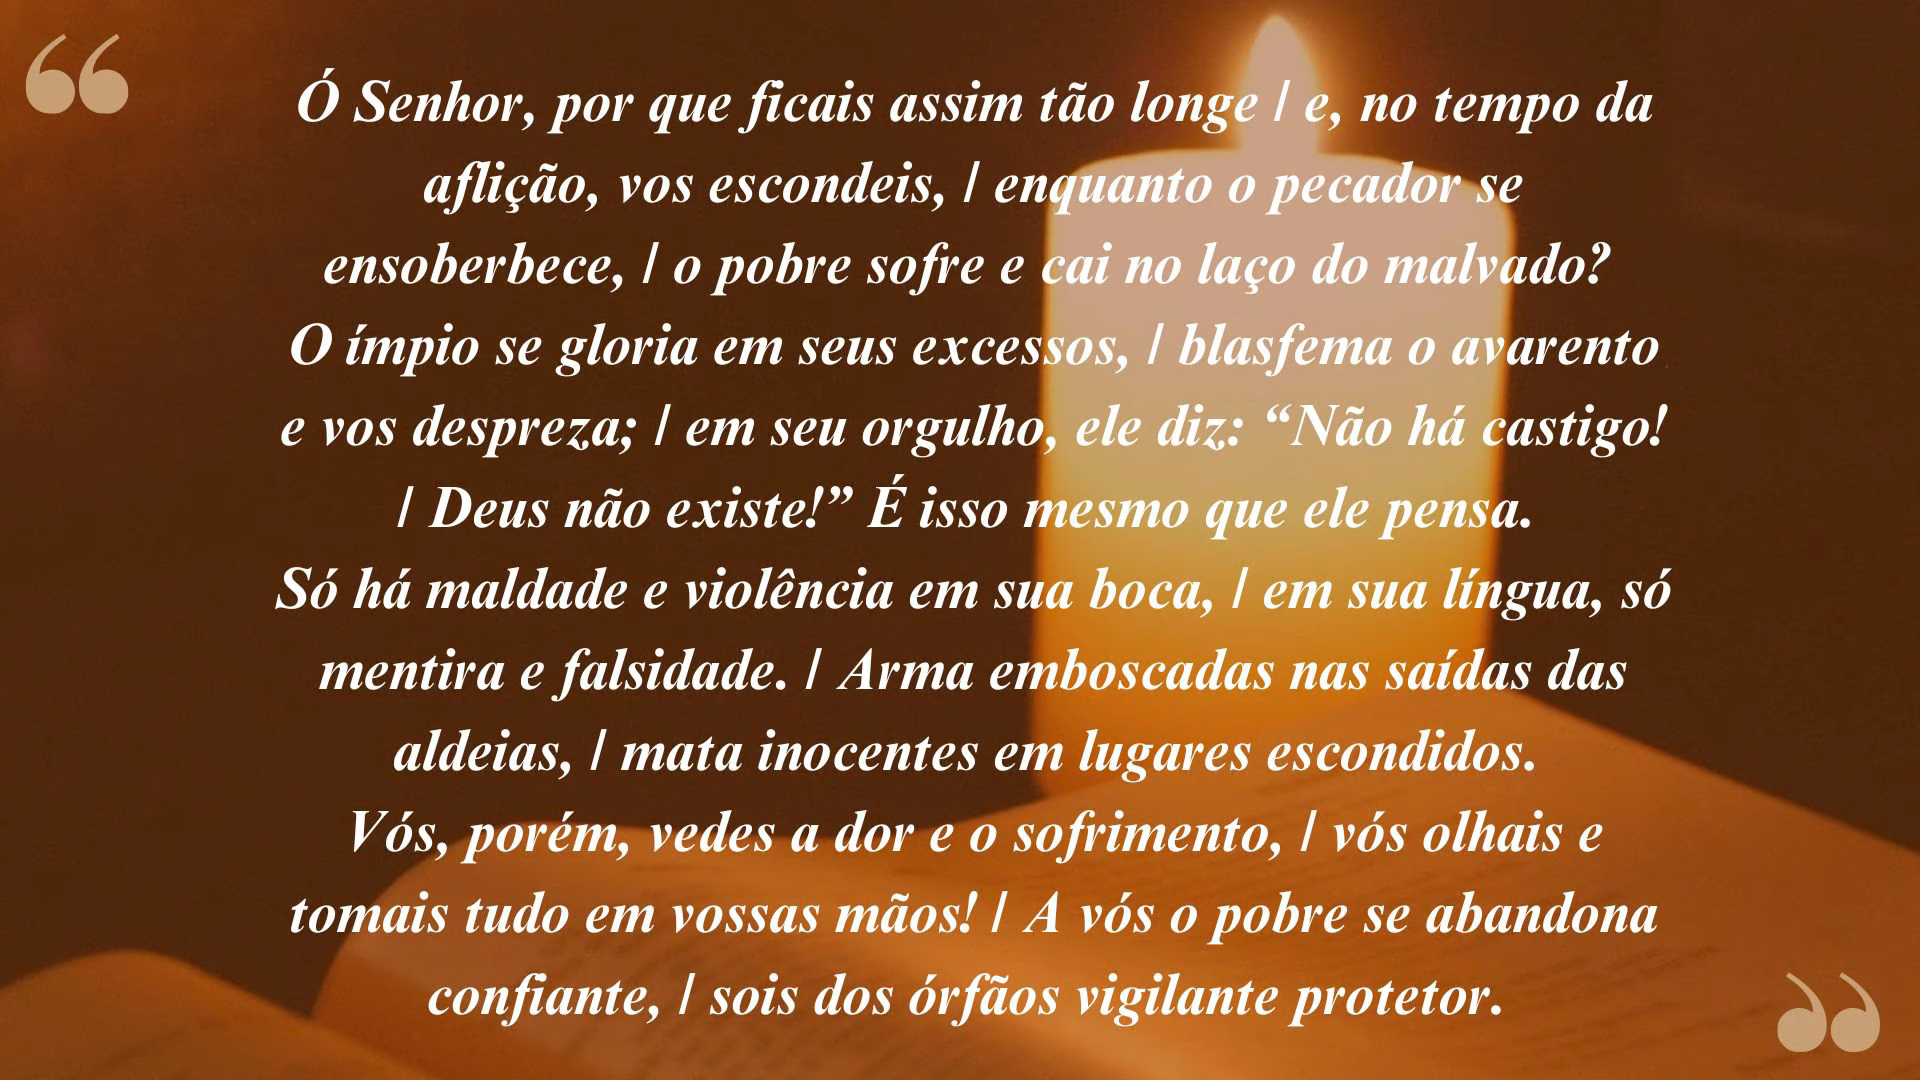 “
Ó Senhor, por que ficais assim tão longe / e, no tempo da
aflição, vos escondeis, / enquanto o pecador se
ensoberbece, / o pobre sofre e cai no laço do malvado?
O ímpio se gloria em seus excessos, / blasfema o avarento
e vos despreza; / em seu orgulho, ele diz: “Não há castigo!
/ Deus não existe!” É isso mesmo que ele pensa.
Só há maldade e violência em sua boca, / em sua língua, só
mentira e falsidade. / Arma emboscadas nas saídas das
aldeias, / mata inocentes em lugares escondidos.
Vós, porém, vedes a dor e o sofrimento, / vós olhais e
tomais tudo em vossas mãos! / A vós o pobre se abandona
confiante, / sois dos órfãos vigilante protetor.
”